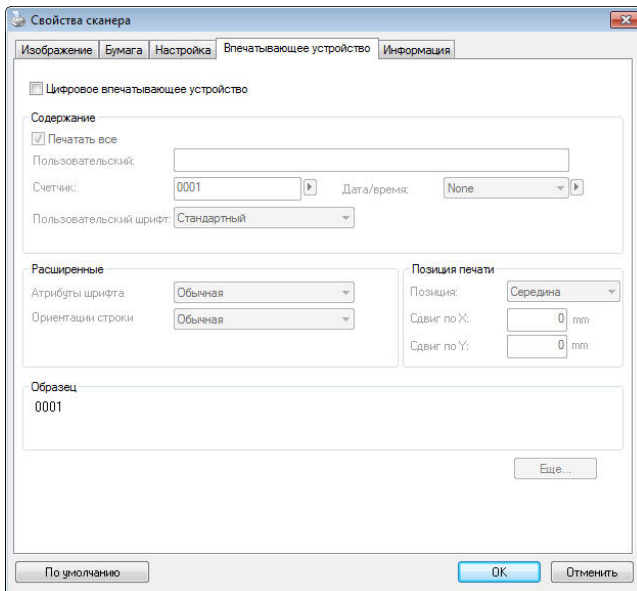 Свойства сканера
Изображение Бумага Настройка Впечатывающее устройство Информация
Цифровое впечатывающее устройство
Содержание
Печатать все
Пользовательский:
Счетчик: 0001 Дата/время: None
Пользовательский шрифт: Стандартный
Расширенные Позиция печати
Атрибуты шрифта Обычная Позиция: Середина
Ориентации строки Обычная Сдвиг по X: 0 mm
Сдвиг по Y: 0 mm
Образец
0001
Еще...
По умолчанию OK Отменить